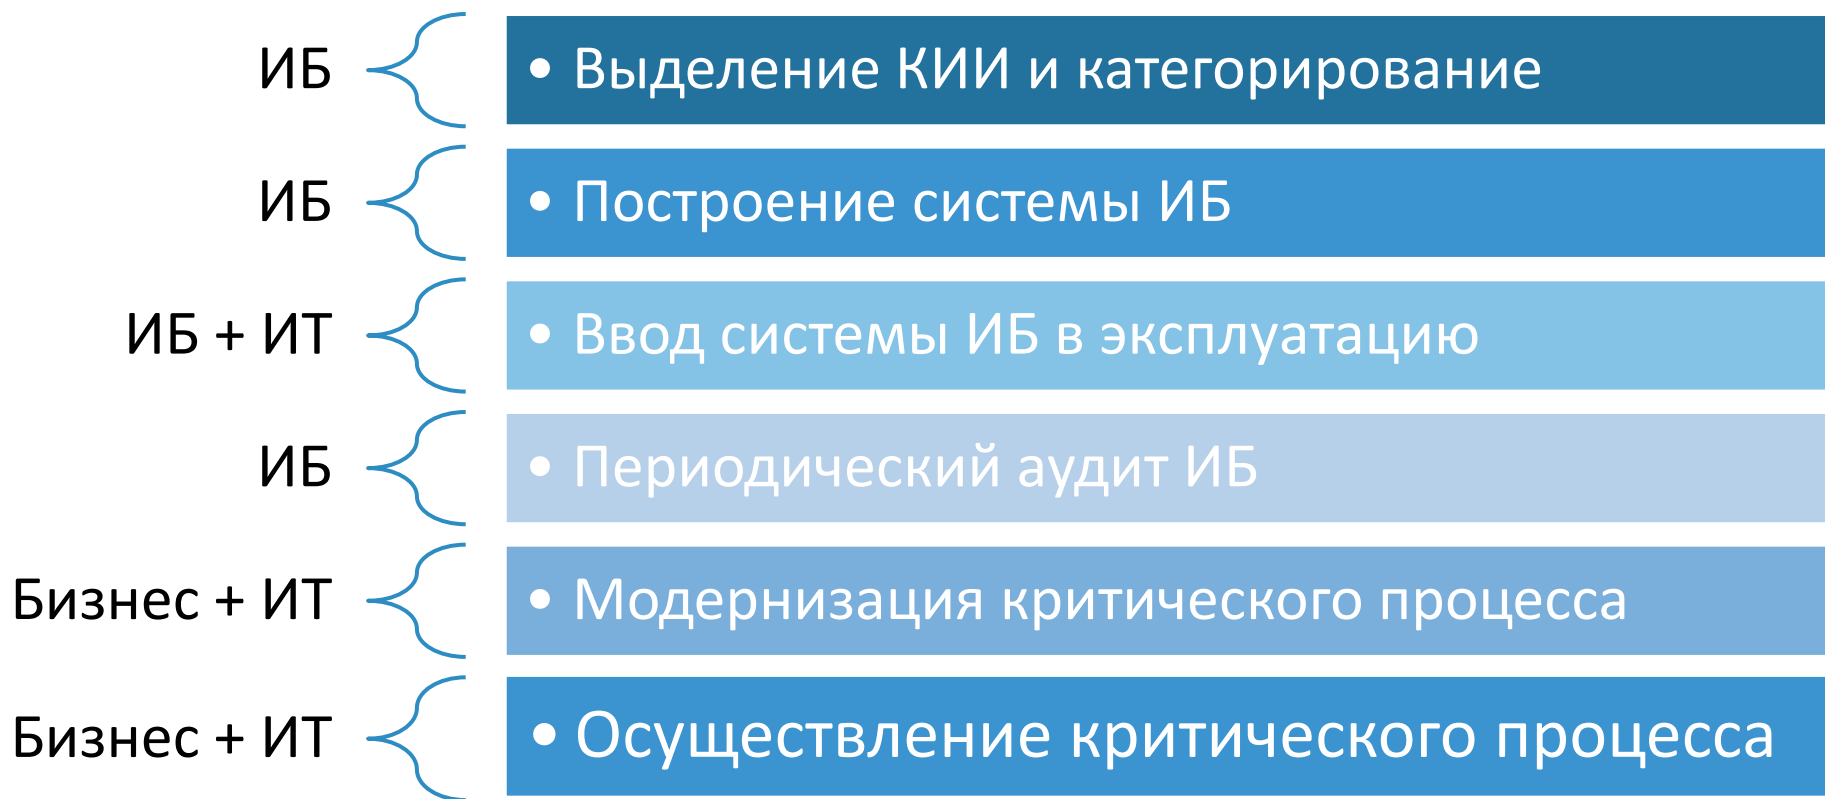 ИБ
• Выделение КИИ и категорирование
ИБ
• Построение системы ИБ
ИБ + ИТ
• Ввод системы ИБ в эксплуатацию
ИБ
• Периодический аудит ИБ
Бизнес + ИТ
• Модернизация критического процесса
Бизнес + ИТ
• Осуществление критического процесса